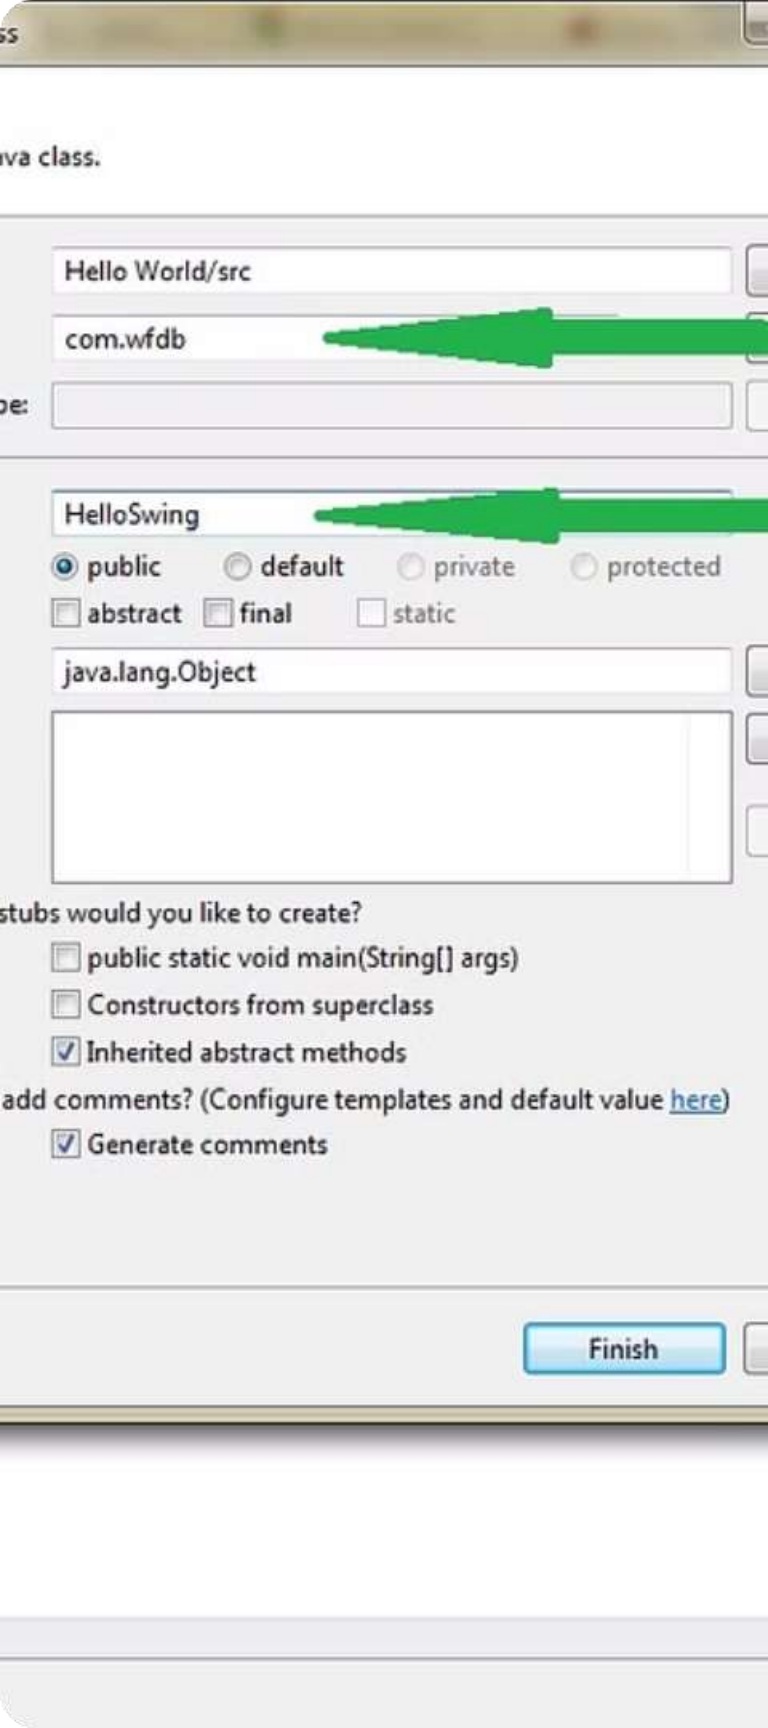 ss
ava class.
Hello World/src
com.wfdb
pe:
HelloSwing
public default private protected
abstract final static
java.lang.Object
stubs would you like to create?
public static void main(String[] args)
Constructors from superclass
Inherited abstract methods
add comments? (Configure templates and default value here)
Generate comments
Finish